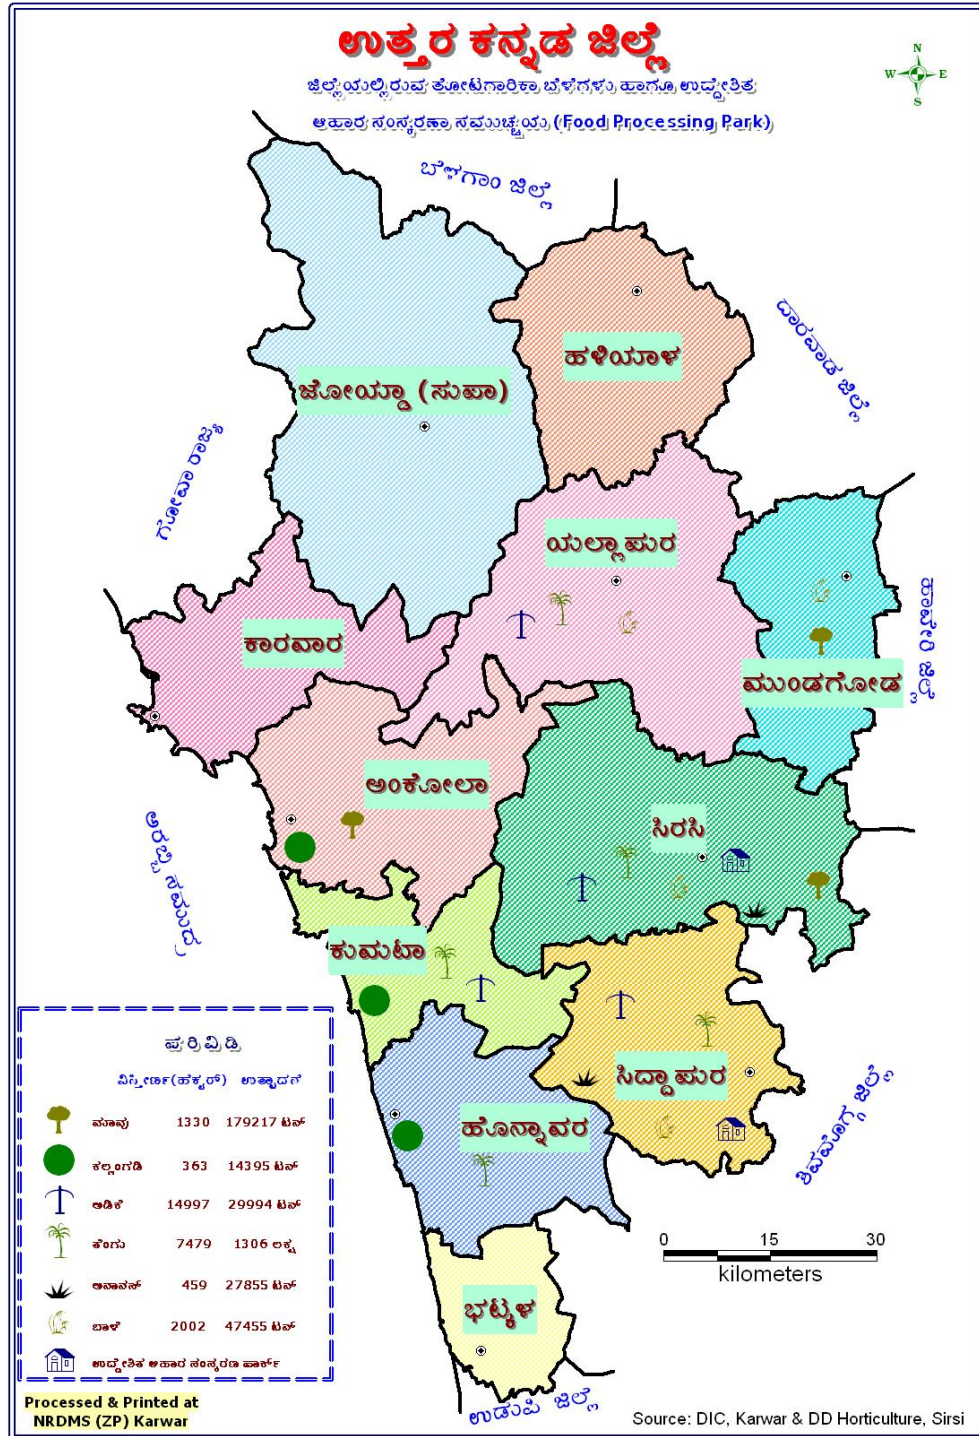 ಉತ್ತರ ಕನ್ನಡ ಜಿಲ್ಲೆ
ಜಿಲ್ಲೆಯಲ್ಲಿರುವ ತೋಟಗಾರಿಕಾ ಬೆಳೆಗಳು ಹಾಗೂ ಉದ್ದೇಶಿತ
ಆಹಾರ ಸಂಸ್ಕರಣಾ ಸಮುಚ್ಚಯ (Food Processing Park)
N
W E
S
ಬೆಳಗಾಂ ಜಿಲ್ಲೆ
ದಾರವಾಡ ಜಿಲ್ಲೆ
ಹಳಿಯಾಳ
ಜೋಯ್ಡಾ (ಸುಪಾ)
ಗೋವಾ ರಾಜ್ಯ
ಯಲ್ಲಾಪುರ
ಹಾವೇರಿ ಜಿಲ್ಲೆ
ಕಾರವಾರ
ಮುಂಡಗೋಡ
ಅಂಕೋಲಾ
ಸಿರಸಿ
ಅರಬ್ಬಿ ಸಮುದ್ರ
ಕುಮಟಾ
ಸಿದ್ದಾಪುರ
ಹೊನ್ನಾವರ
ಶಿವಮೊಗ್ಗ ಜಿಲ್ಲೆ
ಭಟ್ಕಳ
ಉಡುಪಿ ಜಿಲ್ಲೆ
ಪರಿವಿಡಿ
ವಿಸ್ತೀರ್ಣ(ಹೆಕ್ಟರ್) ಉತ್ಪಾದನೆ
ಮಾವು 1330 179217 ಟನ್
ಕಲ್ಲಂಗಡಿ 363 14395 ಟನ್
ಅಡಿಕೆ 14997 29994 ಟನ್
ತೆಂಗು 7479 1306 ಲಕ್ಷ
ಅನಾನಸ್ 459 27855 ಟನ್
ಬಾಳೆ 2002 47455 ಟನ್
ಉದ್ದೇಶಿತ ಆಹಾರ ಸಂಸ್ಕರಣ ಪಾರ್ಕ್
0 15 30
kilometers
Processed & Printed at
NRDMS (ZP) Karwar
Source: DIC, Karwar & DD Horticulture, Sirsi